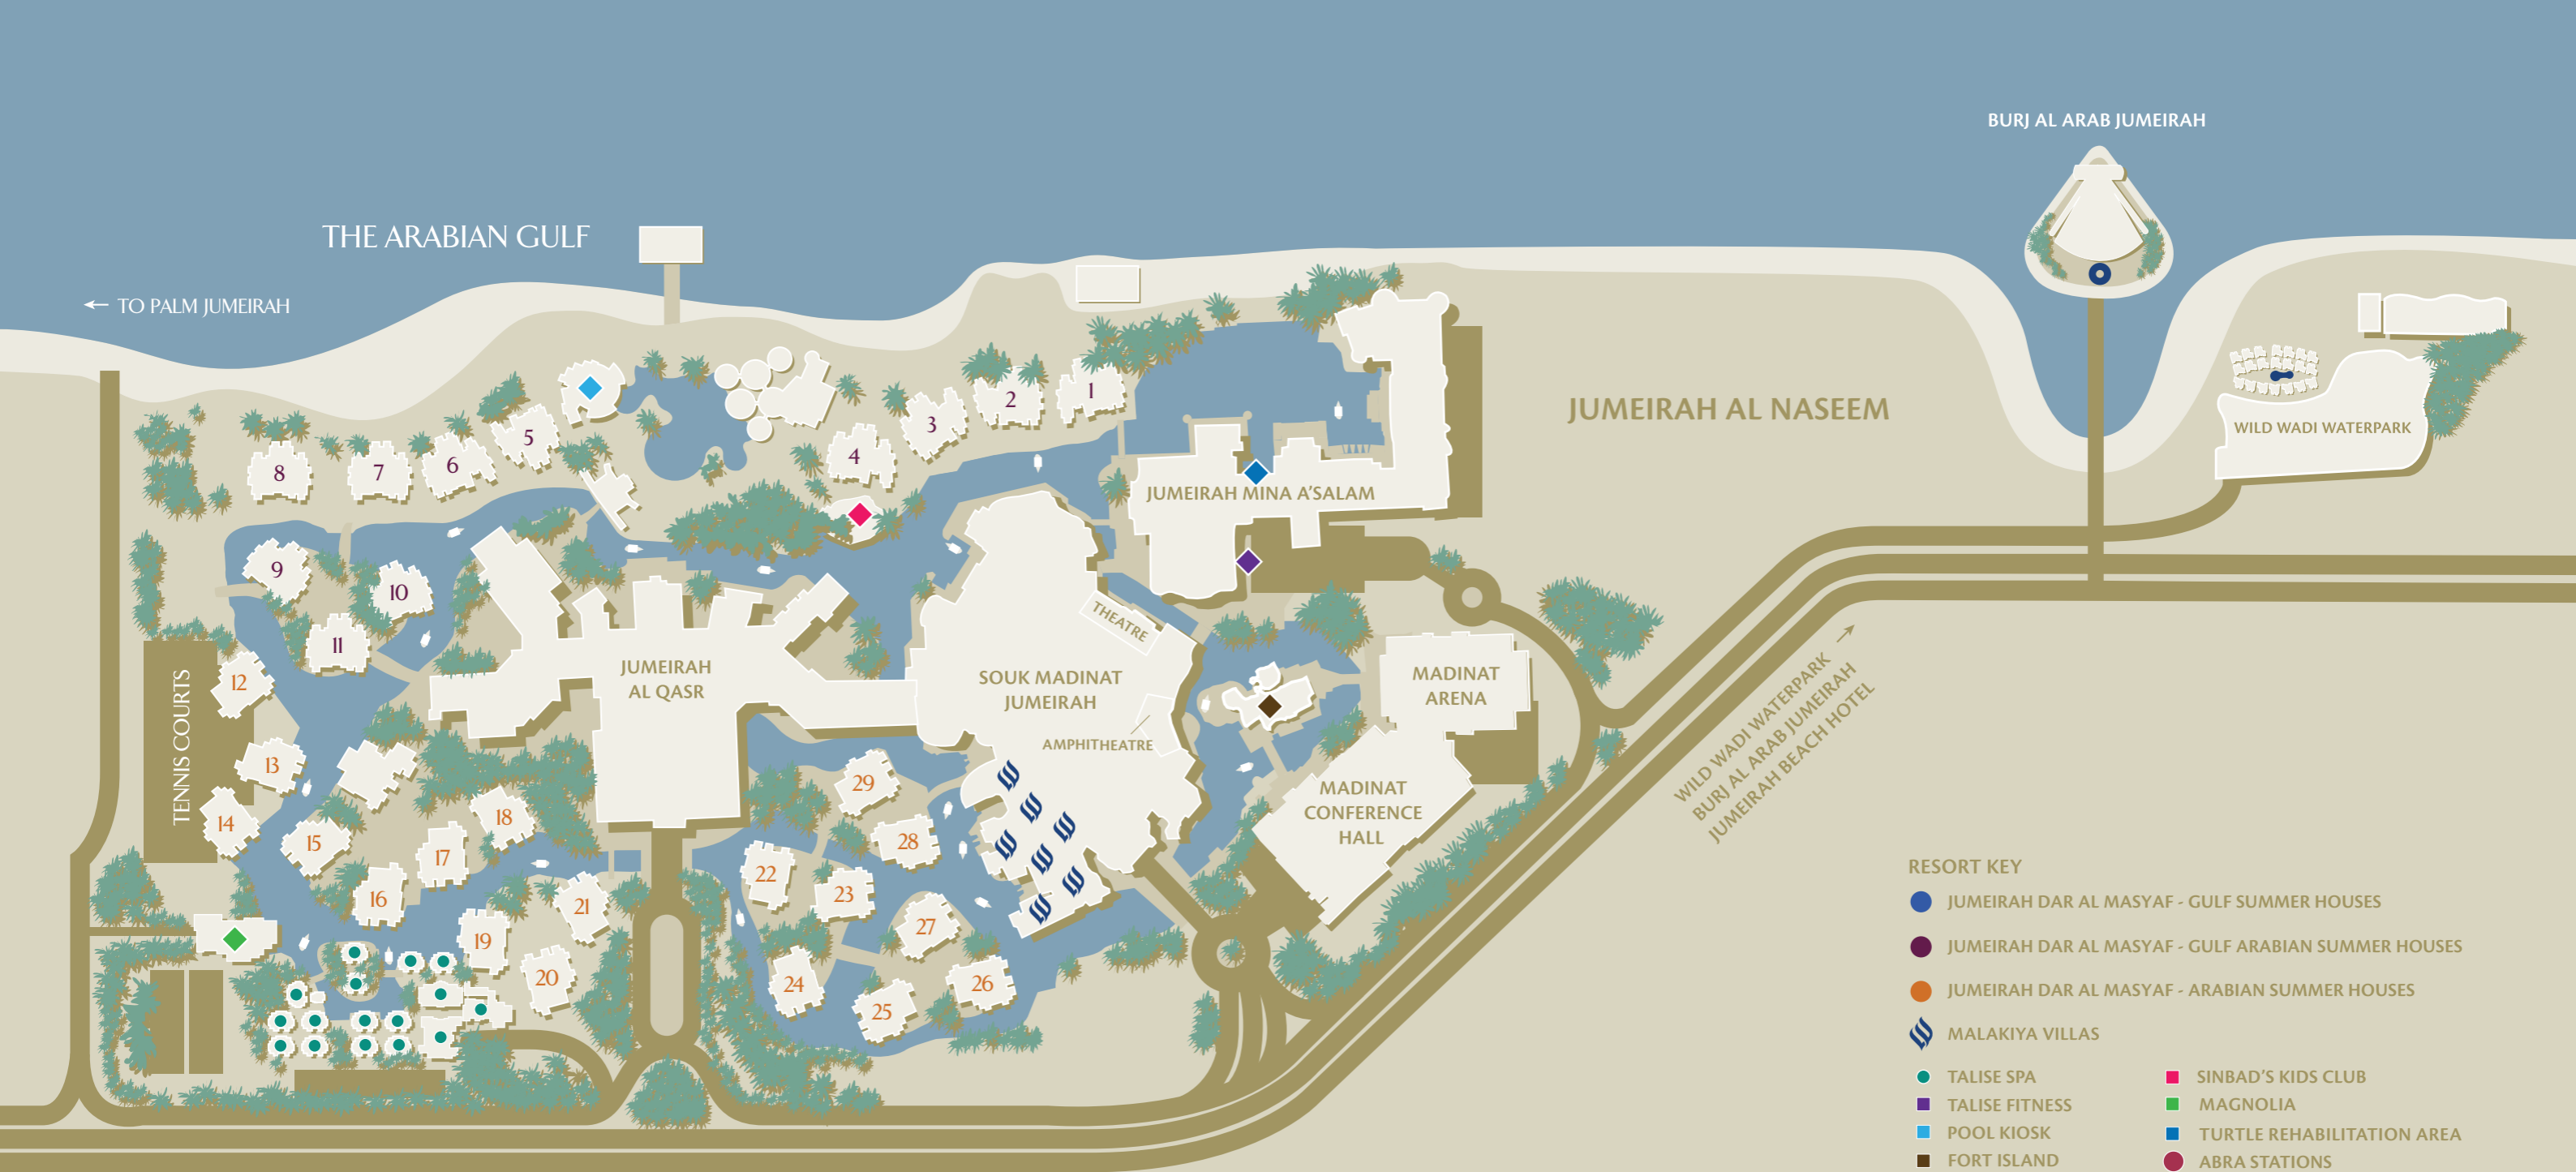 BURJ AL ARAB JUMEIRAH
THE ARABIAN GULF
← TO PALM JUMEIRAH
1
2
3
4
5
6
7
8
JUMEIRAH AL NASEEM
WILD WADI WATERPARK
JUMEIRAH MINA A'SALAM
9
10
11
12
13
14
15
16
17
18
19
20
21
22
23
24
25
26
27
28
29
TENNIS COURTS
JUMEIRAH
AL QASR
THEATRE
SOUK MADINAT
JUMEIRAH
AMPHITHEATRE
MADINAT
ARENA
MADINAT
CONFERENCE
HALL
WILD WADI WATERPARK →
BURJ AL ARAB JUMEIRAH
JUMEIRAH BEACH HOTEL
RESORT KEY
JUMEIRAH DAR AL MASYAF - GULF SUMMER HOUSES
JUMEIRAH DAR AL MASYAF - GULF ARABIAN SUMMER HOUSES
JUMEIRAH DAR AL MASYAF - ARABIAN SUMMER HOUSES
MALAKIYA VILLAS
TALISE SPA
TALISE FITNESS
POOL KIOSK
FORT ISLAND
SINBAD'S KIDS CLUB
MAGNOLIA
TURTLE REHABILITATION AREA
ABRA STATIONS